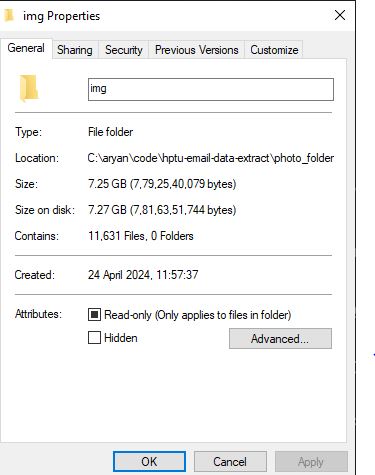 img Properties
General Sharing Security Previous Versions Customize
img
Type: File folder
Location: C:\aryan\code\hptu-email-data-extract\photo_folder
Size: 7.25 GB (7,79,25,40,079 bytes)
Size on disk: 7.27 GB (7,81,63,51,744 bytes)
Contains: 11,631 Files, 0 Folders
Created: 24 April 2024, 11:57:37
Attributes: Read-only (Only applies to files in folder)
Hidden Advanced...
OK Cancel Apply